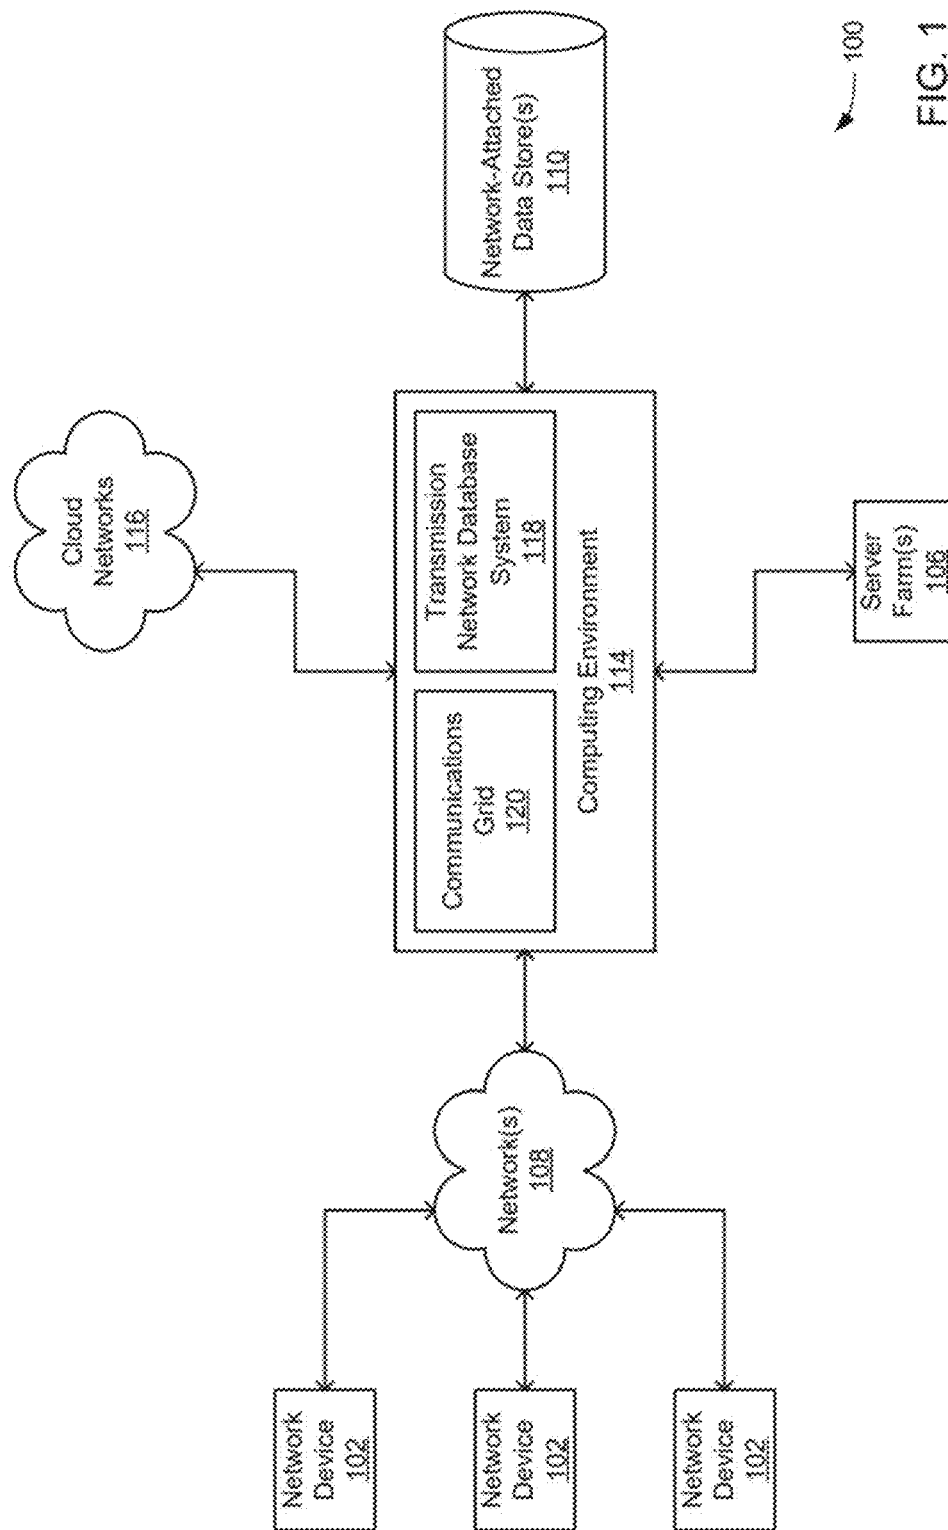 Cloud
Networks
116
Network
Device
102
Network
Device
102
Network
Device
102
Network(s)
108
Communications
Grid
120
Transmission
Network Database
System
118
Computing Environment
114
Network-Attached
Data Store(s)
110
Server
Farm(s)
106
100
FIG. 1